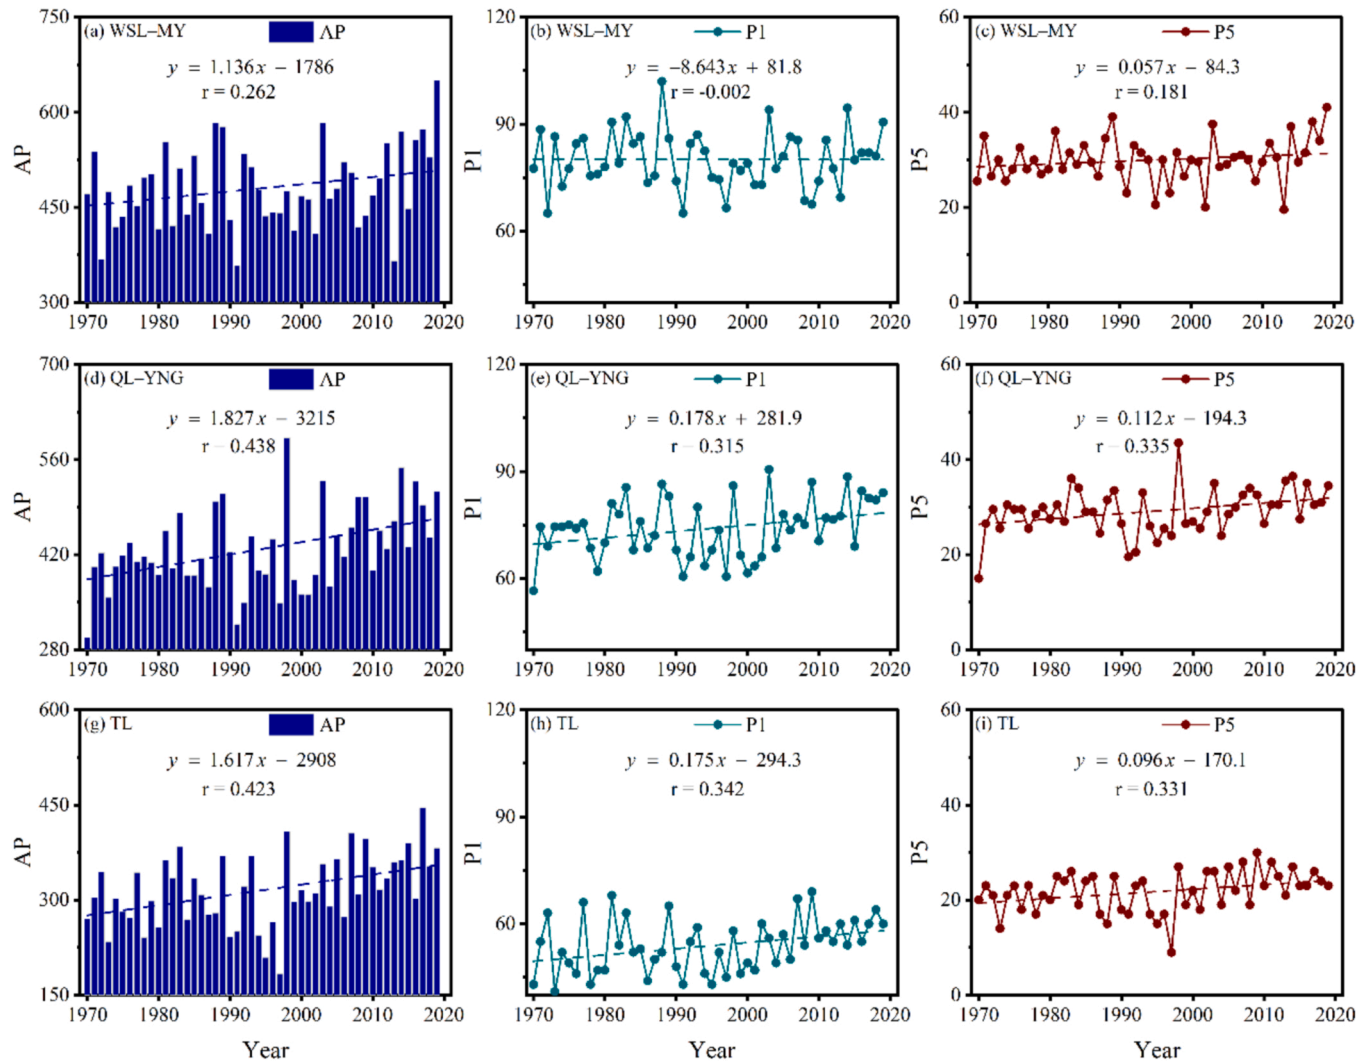 (a) WSL–MY AP
y = 1.136x − 1786
r = 0.262
AP
750
600
450
300
1970 1980 1990 2000 2010 2020
(b) WSL–MY P1
y = −8.643x + 81.8
r = -0.002
P1
120
90
60
1970 1980 1990 2000 2010 2020
(c) WSL–MY P5
y = 0.057x − 84.3
r = 0.181
P5
60
40
20
0
1970 1980 1990 2000 2010 2020
(d) QL–YNG AP
y = 1.827x − 3215
r − 0.438
AP
700
560
420
280
1970 1980 1990 2000 2010 2020
(e) QL–YNG P1
y = 0.178x + 281.9
r − 0.315
P1
120
90
60
1970 1980 1990 2000 2010 2020
(f) QL–YNG P5
y = 0.112x − 194.3
r − 0.335
P5
60
40
20
0
1970 1980 1990 2000 2010 2020
(g) TL AP
y = 1.617x − 2908
r = 0.423
AP
600
450
300
150
1970 1980 1990 2000 2010 2020
Year
(h) TL P1
y = 0.175x − 294.3
r = 0.342
P1
120
90
60
1970 1980 1990 2000 2010 2020
Year
(i) TL P5
y = 0.096x − 170.1
r = 0.331
P5
60
40
20
0
1970 1980 1990 2000 2010 2020
Year